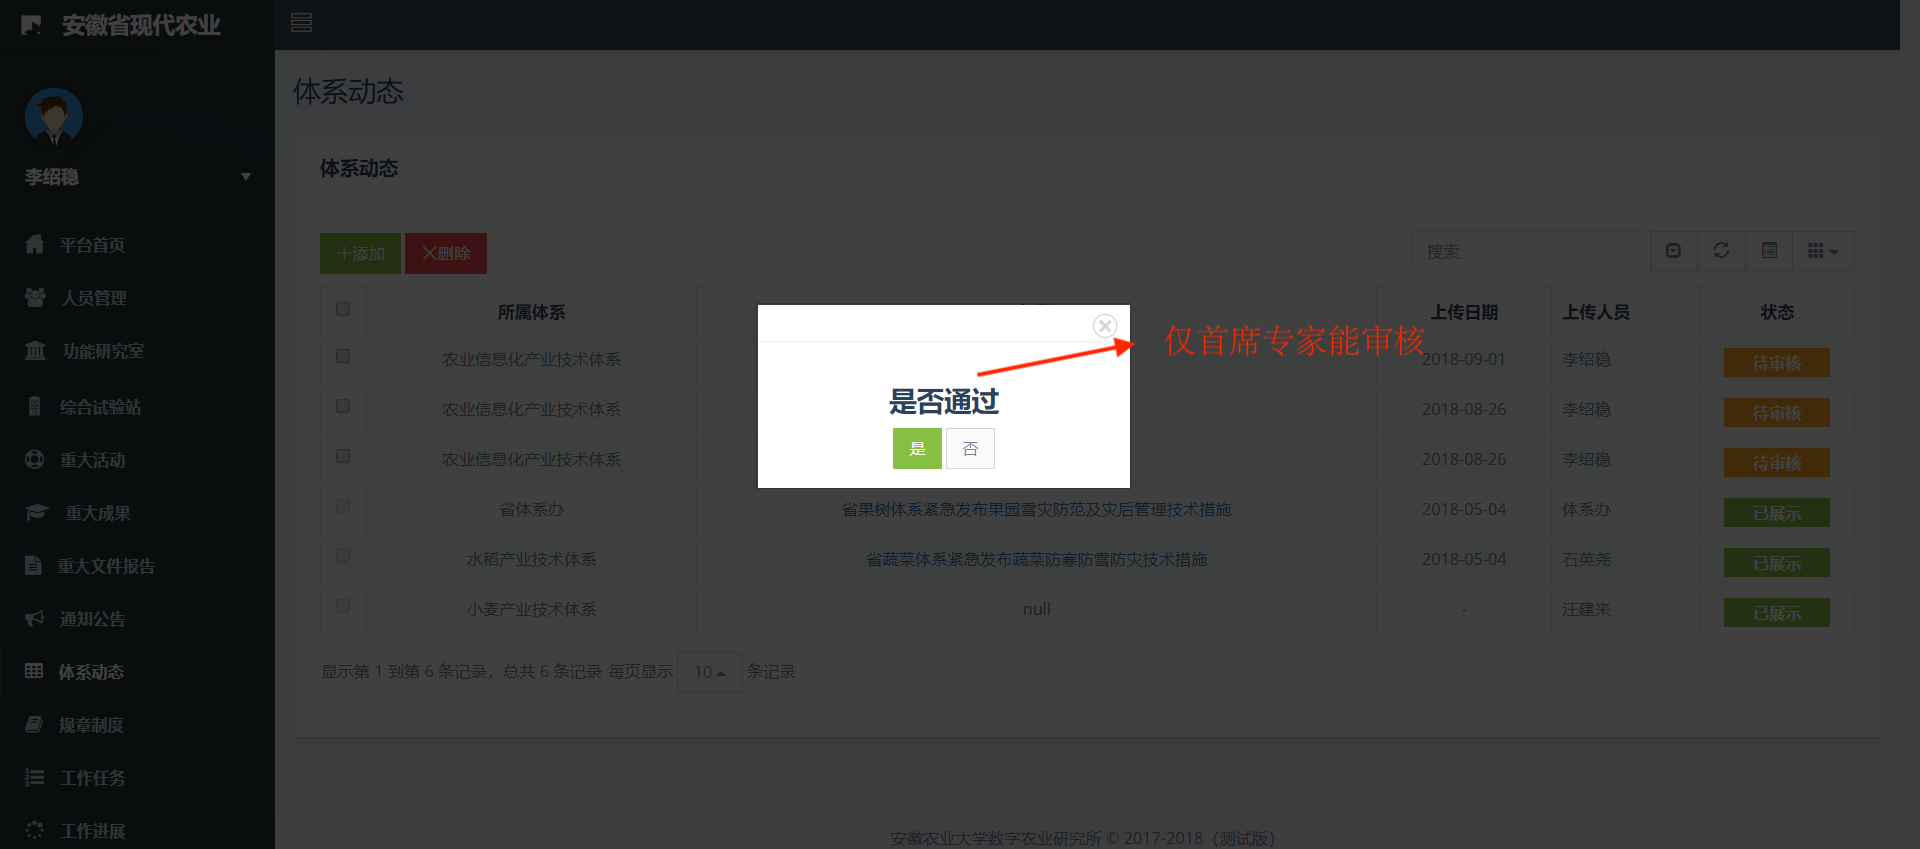 安徽省现代农业
体系动态
李绍稳
平台首页
人员管理
功能研究室
综合试验站
重大活动
重大成果
重大文件报告
通知公告
体系动态
规章制度
工作任务
工作进展
体系动态
添加 删除
搜索
所属体系 上传日期 上传人员 状态
农业信息化产业技术体系 2018-09-01 李绍稳 待审核
农业信息化产业技术体系 2018-08-26 李绍稳 待审核
农业信息化产业技术体系 2018-08-26 李绍稳 待审核
省体系办 省果树体系紧急发布果园雪灾防范及灾后管理技术措施 2018-05-04 体系办 已展示
水稻产业技术体系 省蔬菜体系紧急发布蔬菜防寒防雪防灾技术措施 2018-05-04 石英尧 已展示
小麦产业技术体系 null - 汪建来 已展示
是否通过
是 否
仅首席专家能审核
显示第 1 到第 6 条记录，总共 6 条记录 每页显示 10 条记录
安徽农业大学数字农业研究所 © 2017-2018（测试版）